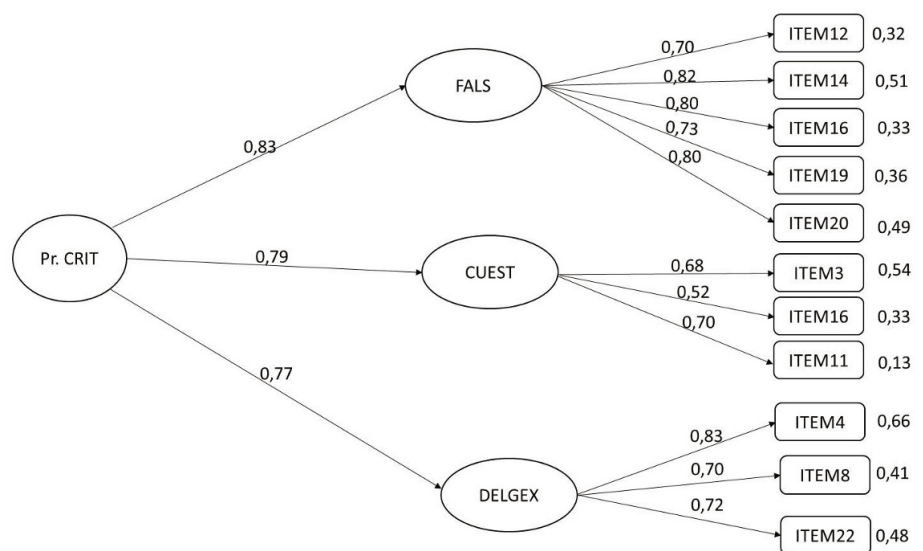 ITEM12 0,32
0,70
ITEM14 0,51
0,82
FALS
0,80
ITEM16 0,33
0,73
0,83
0,80
ITEM19 0,36
ITEM20 0,49
Pr. CRIT
0,79
CUEST
0,68
ITEM3 0,54
0,52
ITEM16 0,33
0,70
ITEM11 0,13
0,77
ITEM4 0,66
0,83
0,70
ITEM8 0,41
DELGEX
0,72
ITEM22 0,48